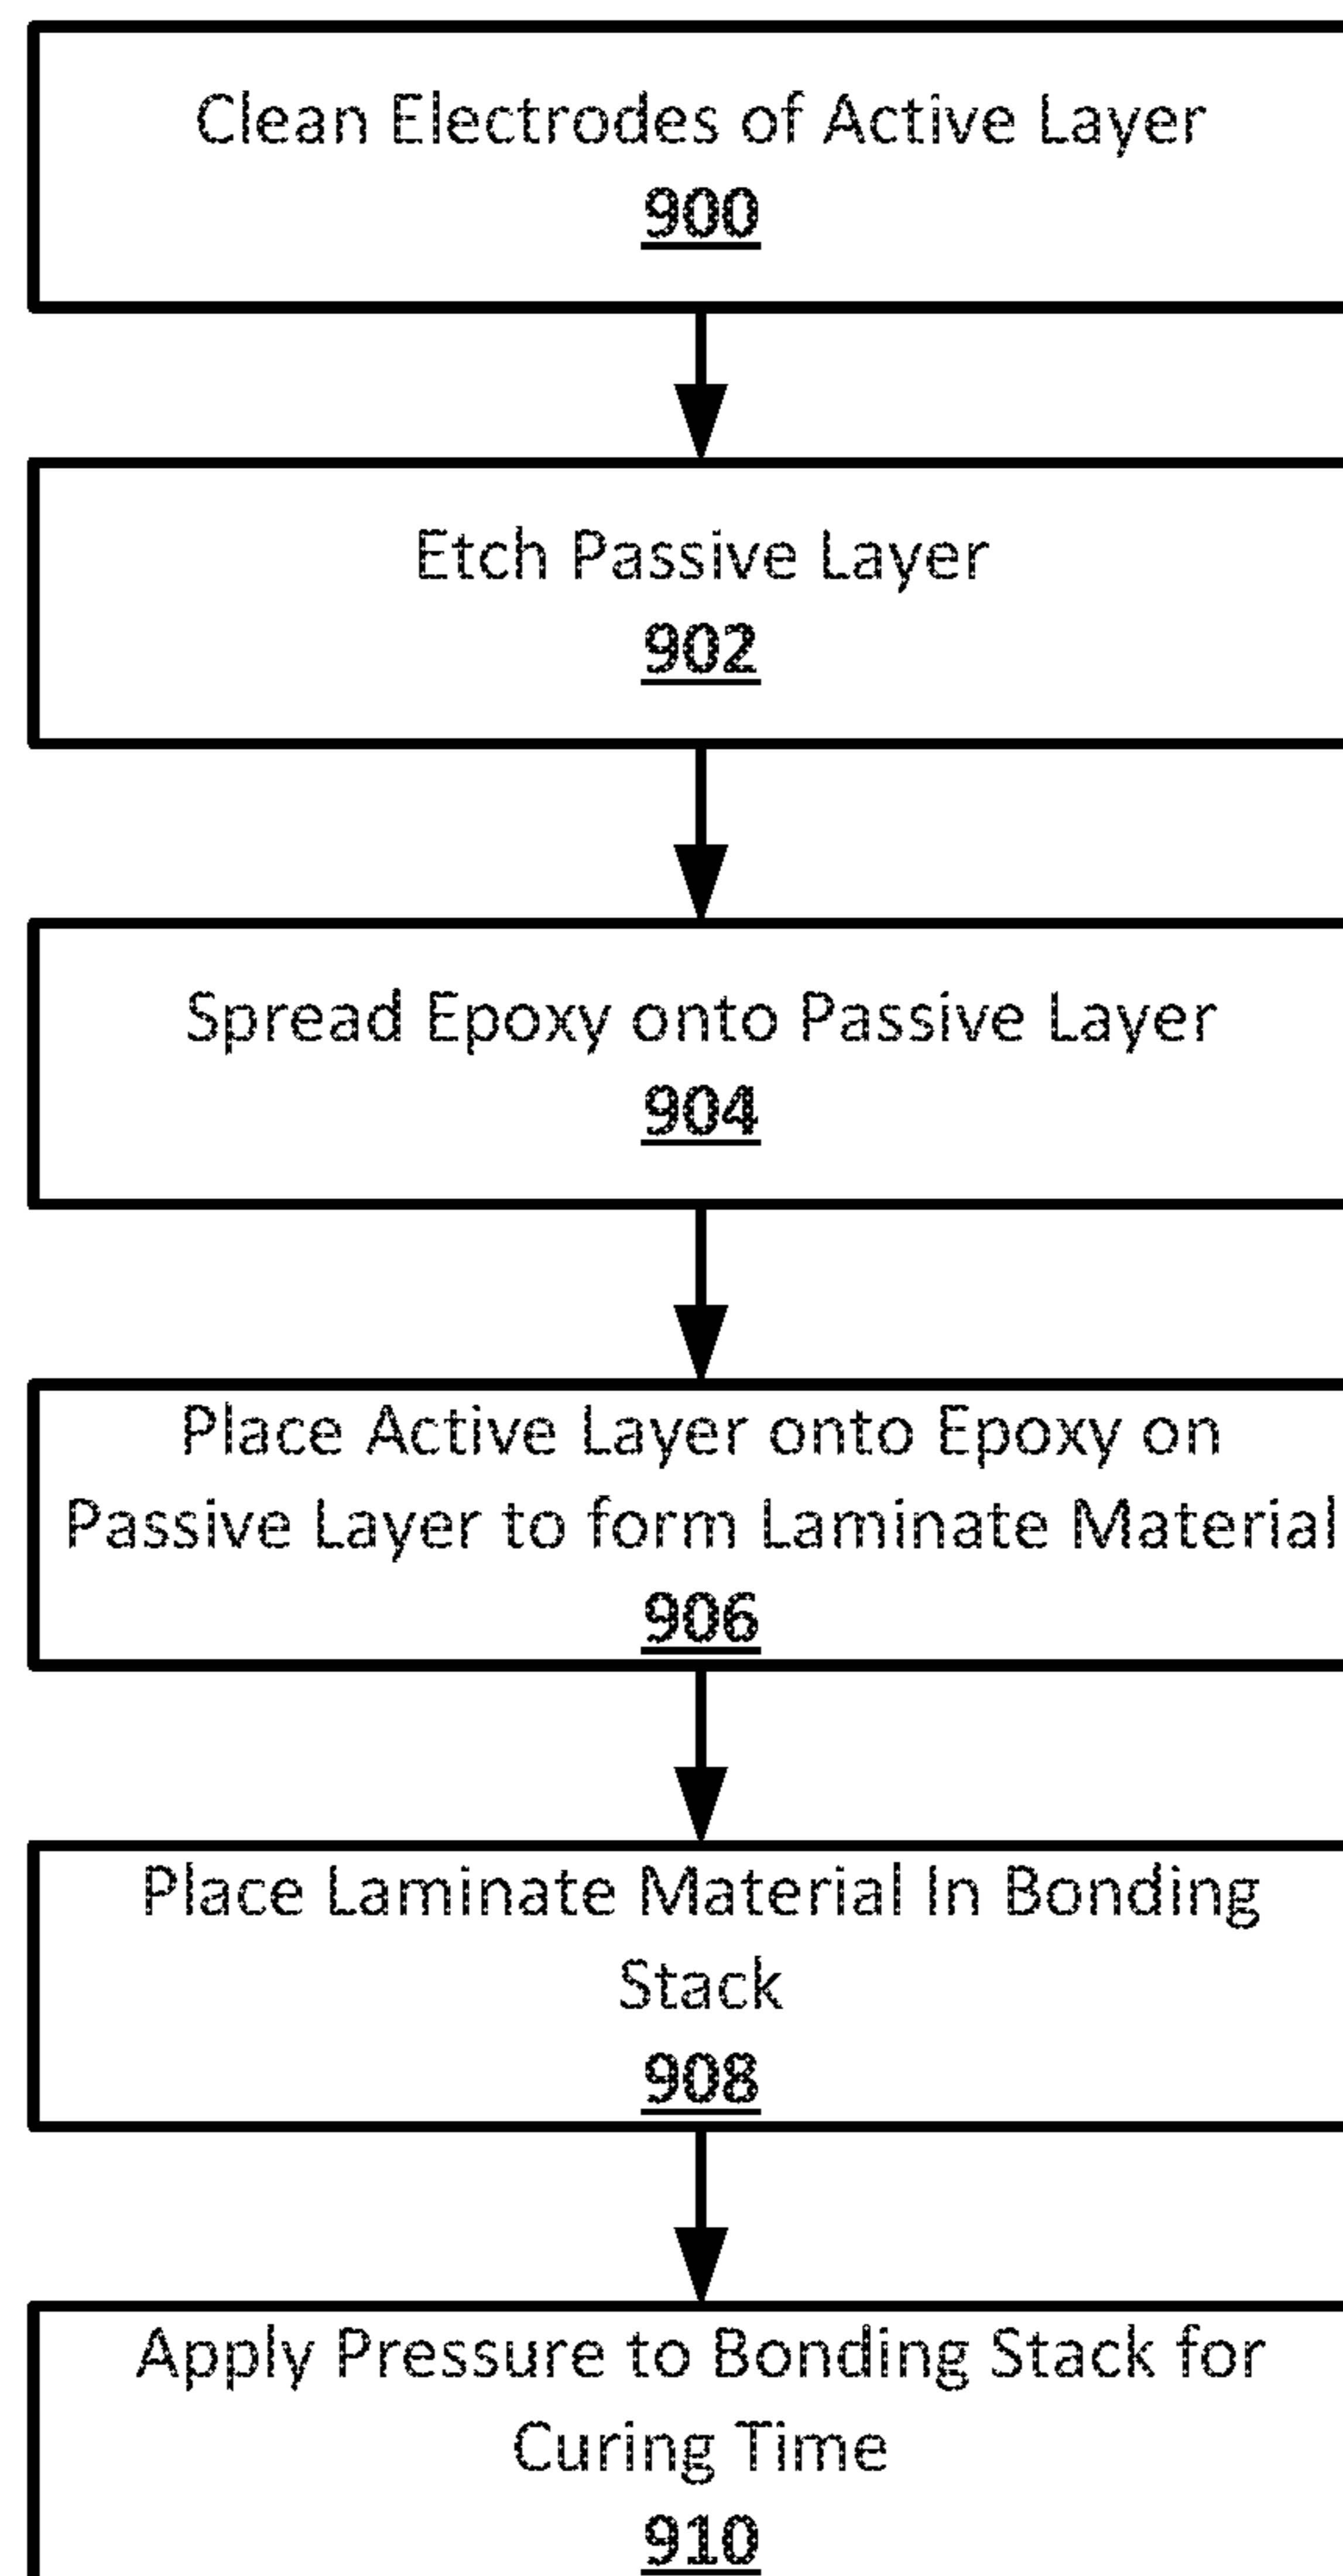 Clean Electrodes of Active Layer
900
Etch Passive Layer
902
Spread Epoxy onto Passive Layer
904
Place Active Layer onto Epoxy on
Passive Layer to form Laminate Material
906
Place Laminate Material In Bonding
Stack
908
Apply Pressure to Bonding Stack for
Curing Time
910